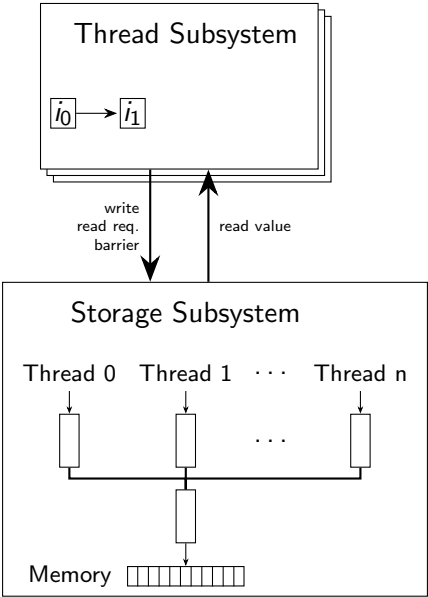 Thread Subsystem
i0 i1
write
read req.
barrier
read value
Storage Subsystem
Thread 0 Thread 1 · · · Thread n
· · ·
Memory